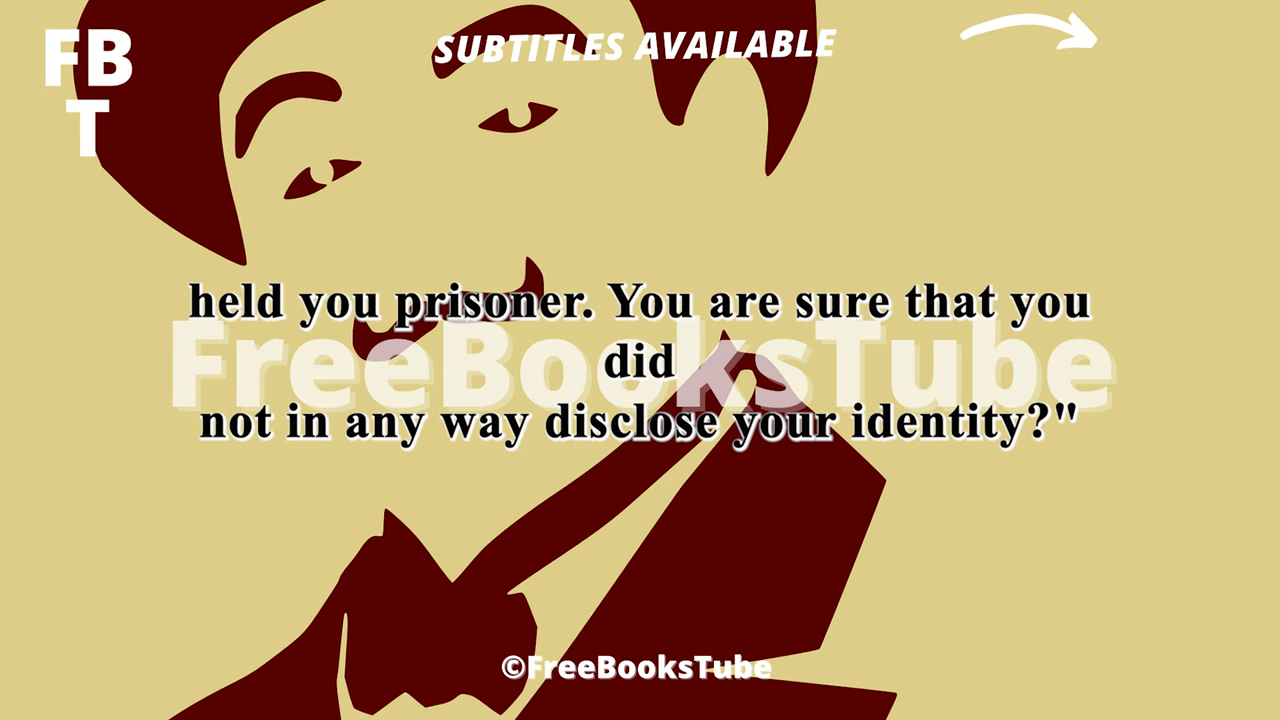 FB
T
SUBTITLES AVAILABLE
held you prisoner. You are sure that you
did
FreeBooksTube
not in any way disclose your identity?"
©FreeBooksTube